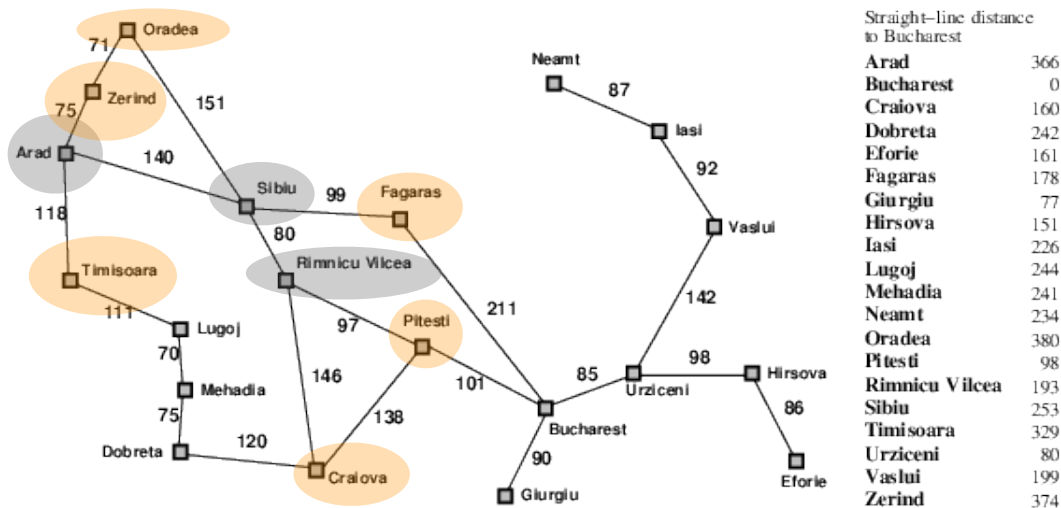 Oradea
71
Neamt
87
Zerind
151
75
Iasi
Arad
140
92
Sibiu
99
Fagaras
118
80
Vaslui
Timisoara
Rimnicu Vilcea
142
111
211
Lugoj
97
Pitesti
70
98
Hirsova
146
101
85
Mehadia
Urziceni
138
86
75
Bucharest
120
Dobreta
90
Craiova
Eforie
Giurgiu
Straight–line distance
to Bucharest
Arad 366
Bucharest 0
Craiova 160
Dobreta 242
Eforie 161
Fagaras 178
Giurgiu 77
Hirsova 151
Iasi 226
Lugoj 244
Mehadia 241
Neamt 234
Oradea 380
Pitesti 98
Rimnicu Vilcea 193
Sibiu 253
Timisoara 329
Urziceni 80
Vaslui 199
Zerind 374